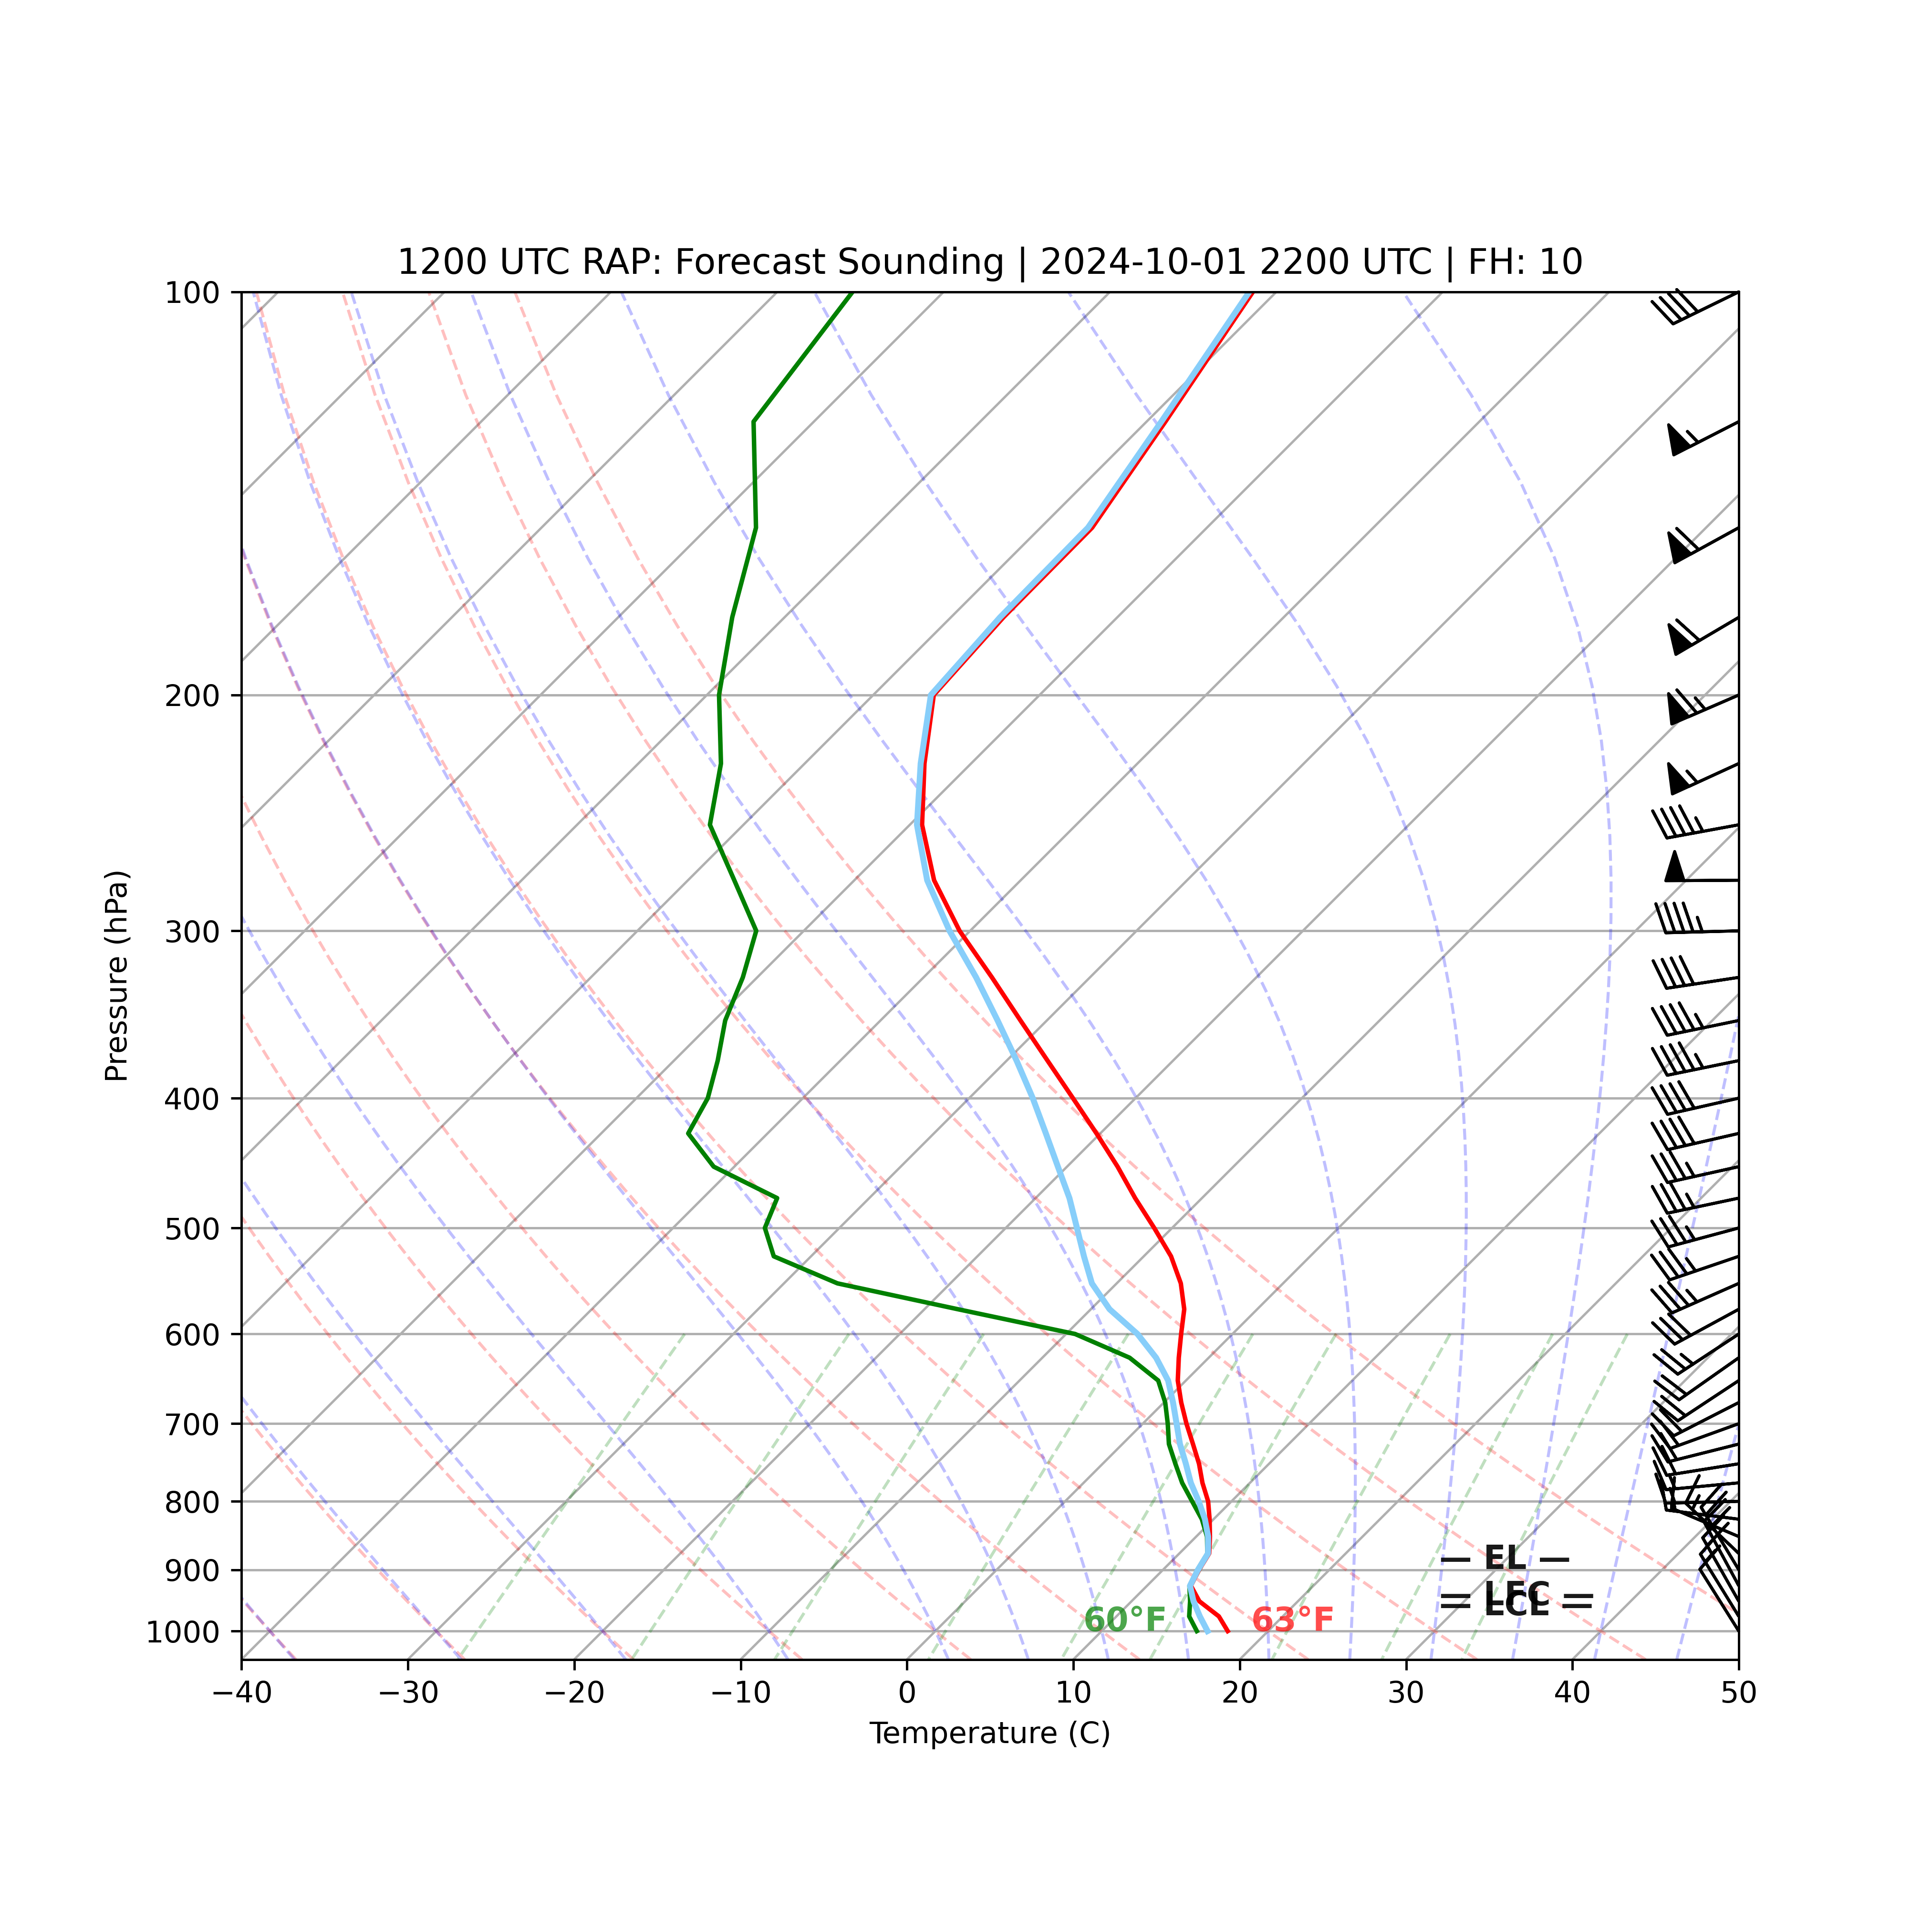 1200 UTC RAP: Forecast Sounding | 2024-10-01 2200 UTC | FH: 10
100
200
300
400
500
600
700
800
900
1000
Pressure (hPa)
— EL —
— LFC —
— LCL —
60°F
63°F
−40 −30 −20 −10 0 10 20 30 40 50
Temperature (C)